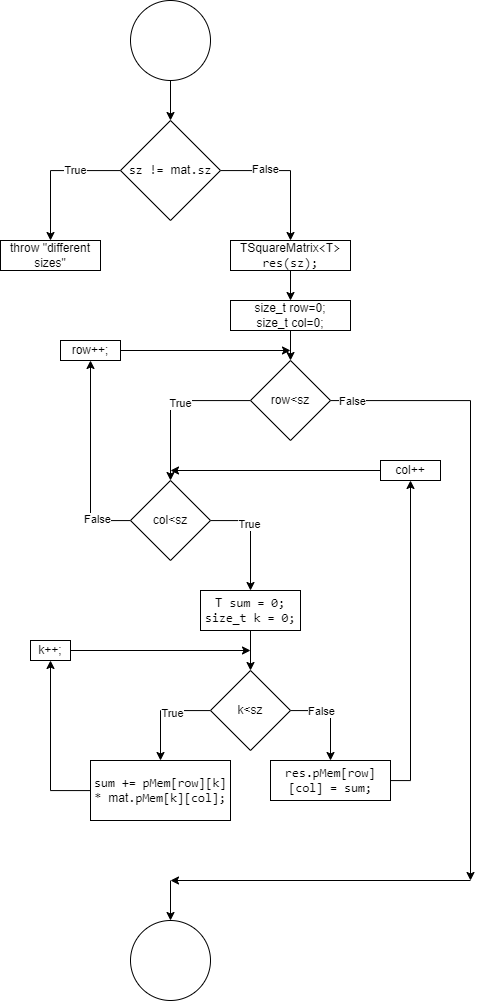 sz != mat.sz
True
False
throw "different
sizes"
TSquareMatrix<T>
res(sz);
size_t row=0;
size_t col=0;
row++;
row<sz
True
False
col++
col<sz
False
True
T sum = 0;
size_t k = 0;
k++;
k<sz
True
False
sum += pMem[row][k]
* mat.pMem[k][col];
res.pMem[row]
[col] = sum;